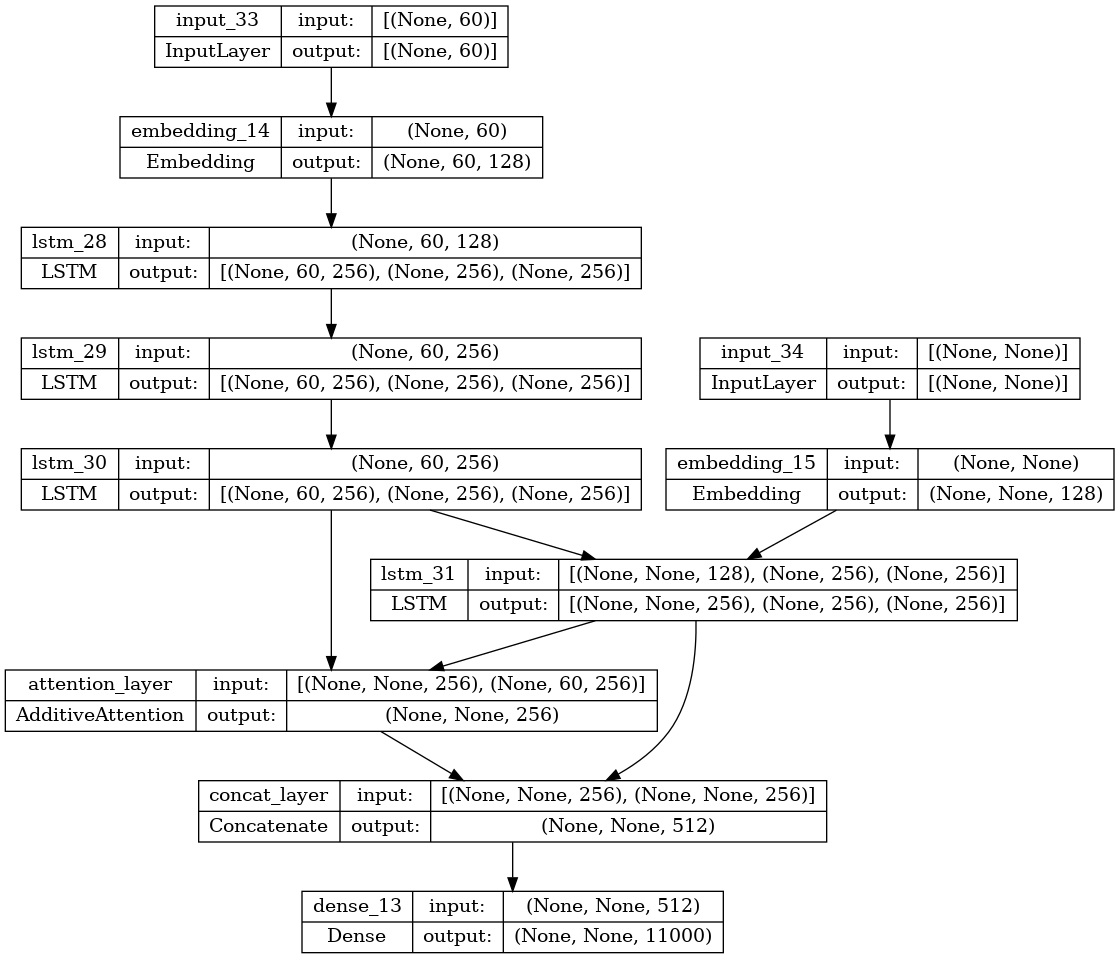 input_33 input: [(None, 60)]
InputLayer output: [(None, 60)]
embedding_14 input: (None, 60)
Embedding output: (None, 60, 128)
lstm_28 input: (None, 60, 128)
LSTM output: [(None, 60, 256), (None, 256), (None, 256)]
lstm_29 input: (None, 60, 256)
LSTM output: [(None, 60, 256), (None, 256), (None, 256)]
input_34 input: [(None, None)]
InputLayer output: [(None, None)]
lstm_30 input: (None, 60, 256)
LSTM output: [(None, 60, 256), (None, 256), (None, 256)]
embedding_15 input: (None, None)
Embedding output: (None, None, 128)
lstm_31 input: [(None, None, 128), (None, 256), (None, 256)]
LSTM output: [(None, None, 256), (None, 256), (None, 256)]
attention_layer input: [(None, None, 256), (None, 60, 256)]
AdditiveAttention output: (None, None, 256)
concat_layer input: [(None, None, 256), (None, None, 256)]
Concatenate output: (None, None, 512)
dense_13 input: (None, None, 512)
Dense output: (None, None, 11000)